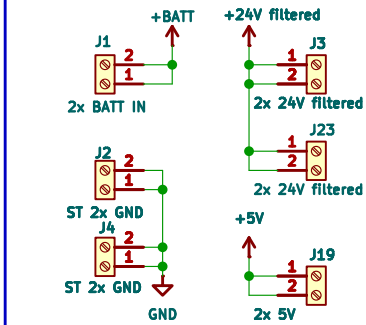 +BATT
J1
2
1
2x BATT IN
J2
2
1
ST 2x GND
J4
2
1
ST 2x GND
GND
+24V filtered
J3
1
2
2x 24V filtered
J23
1
2
2x 24V filtered
+5V
J19
1
2
2x 5V